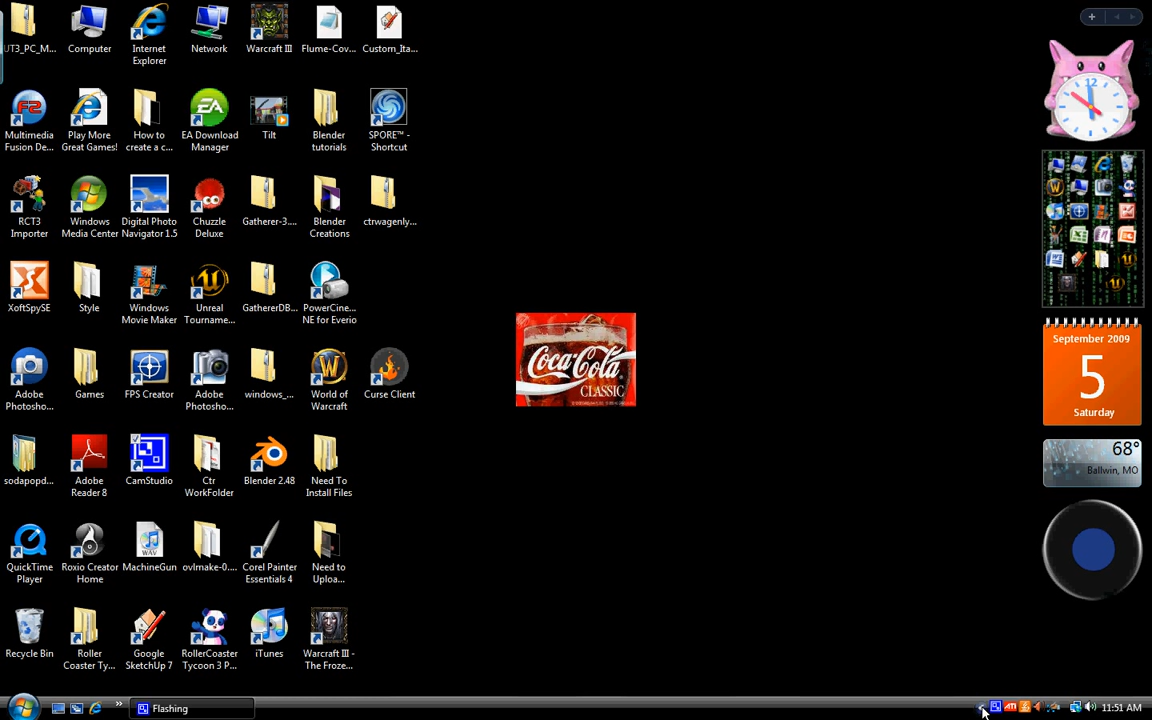 UT3_PC_M...
Computer
Internet
Explorer
Network
Warcraft III
Flume-Cov...
Custom_Ita...
Multimedia
Fusion De...
Play More
Great Games!
How to
create a c...
EA
EA Download
Manager
Tilt
Blender
tutorials
SPORE™ -
Shortcut
RCT3
Importer
Windows
Media Center
Digital Photo
Navigator 1.5
Chuzzle
Deluxe
Gatherer-3....
Blender
Creations
ctrwagenly...
XoftSpySE
Style
Windows
Movie Maker
Unreal
Tourname...
GathererDB...
PowerCine...
NE for Everio
Adobe
Photosho...
Games
FPS Creator
Adobe
Photosho...
windows_...
World of
Warcraft
Curse Client
sodapopd...
Adobe
Reader 8
CamStudio
Ctr
WorkFolder
Blender 2.48
Need To
Install Files
QuickTime
Player
Roxio Creator
Home
WAV
MachineGun
ovlmake-0....
Corel Painter
Essentials 4
Need to
Uploa...
Recycle Bin
Roller
Coaster Ty...
Google
SketchUp 7
RollerCoaster
Tycoon 3 P...
iTunes
Warcraft III -
The Froze...
Coca-Cola
CLASSIC
12
September 2009
5
Saturday
68°
Ballwin, MO
Flashing
ATI
11:51 AM